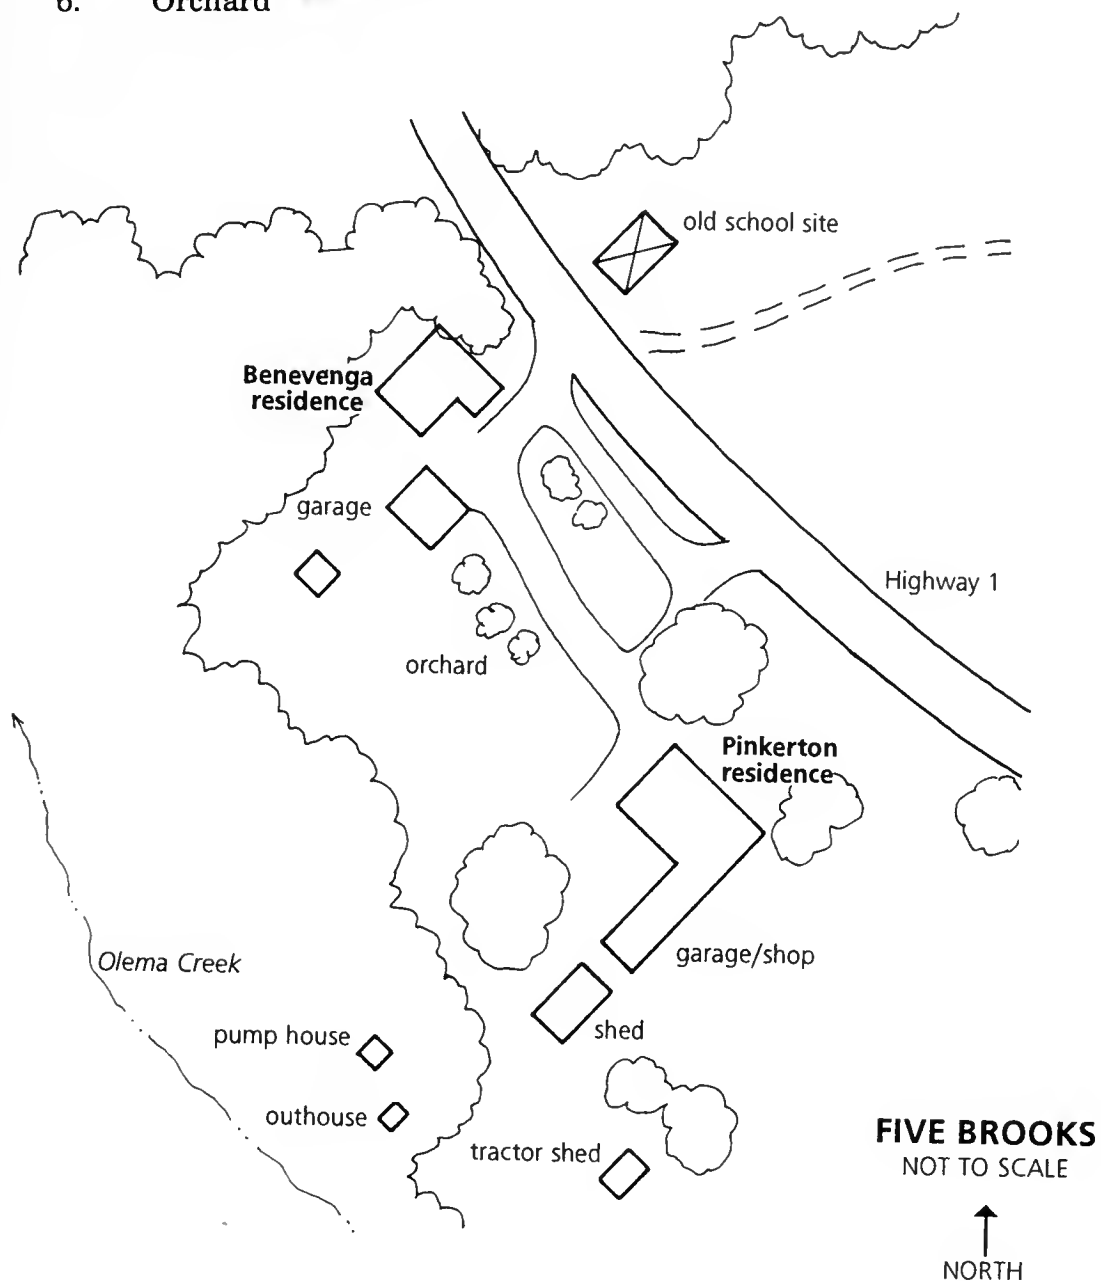 6. Orchard
old school site
Benevenga
residence
garage
Highway 1
orchard
Pinkerton
residence
garage/shop
Olema Creek
shed
pump house
outhouse
tractor shed
FIVE BROOKS
NOT TO SCALE
NORTH